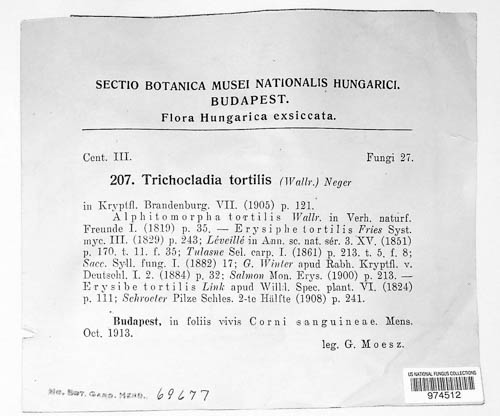 SECTIO BOTANICA MUSEI NATIONALIS HUNGARICI.
BUDAPEST.
Flora Hungarica exsiccata.
Cent. III. Fungi 27.
207. Trichocladia tortilis (Wallr.) Neger
in Kryptfl. Brandenburg. VII. (1905) p. 121.
Alphitomorpha tortilis Wallr. in Verh. naturf.
Freunde I. (1819) p. 35. — Erysiphe tortilis Fries Syst.
myc. III. (1829) p. 243; Léveillé in Ann. sc. nat. sér. 3. XV. (1851)
p. 170. t. 11. f. 35; Tulasne Sel. carp. I. (1861) p. 213. t. 5, f. 8;
Sacc. Syll. fung. I. (1882) 17; G. Winter apud Rabh. Kryptfl. v.
Deutschl. I. 2. (1884) p. 32; Salmon Mon. Erys. (1900) p. 213. —
Erysibe tortilis Link apud Willd. Spec. plant. VI. (1824)
p. 111; Schroeter Pilze Schles. 2-te Hälfte (1908) p. 241.
Budapest, in foliis vivis Corni sanguineae. Mens.
Oct. 1913.
leg. G. Moesz.
No. Bot. Gard. Herb. 69677
US NATIONAL FUNGUS COLLECTIONS
974512